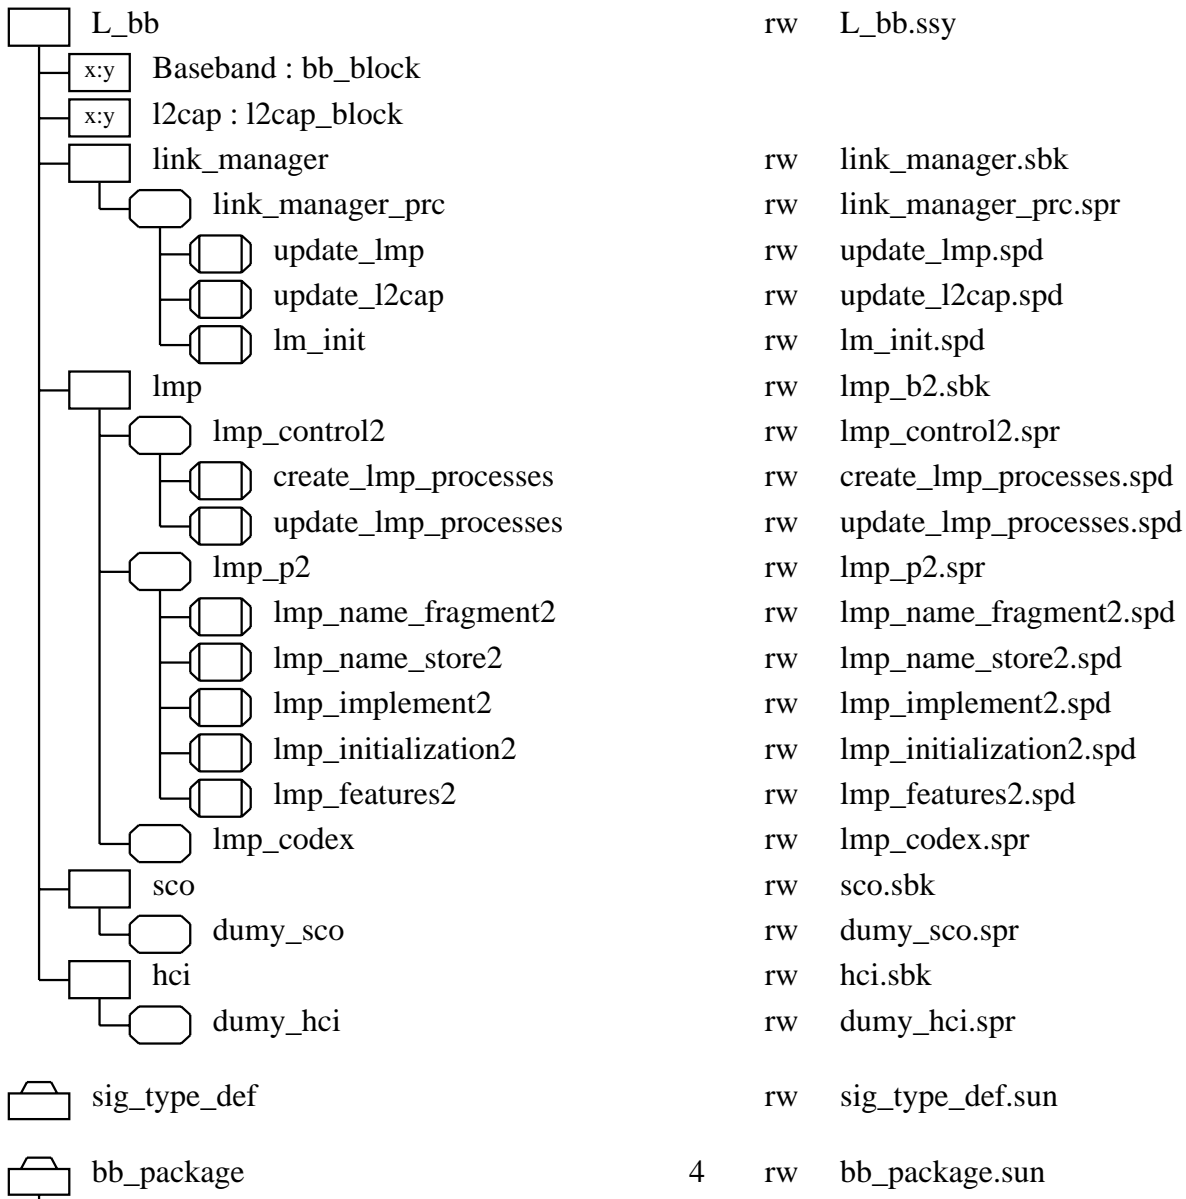 L_bb rw L_bb.ssy
x:y Baseband : bb_block
x:y l2cap : l2cap_block
link_manager rw link_manager.sbk
link_manager_prc rw link_manager_prc.spr
update_lmp rw update_lmp.spd
update_l2cap rw update_l2cap.spd
lm_init rw lm_init.spd
lmp rw lmp_b2.sbk
lmp_control2 rw lmp_control2.spr
create_lmp_processes rw create_lmp_processes.spd
update_lmp_processes rw update_lmp_processes.spd
lmp_p2 rw lmp_p2.spr
lmp_name_fragment2 rw lmp_name_fragment2.spd
lmp_name_store2 rw lmp_name_store2.spd
lmp_implement2 rw lmp_implement2.spd
lmp_initialization2 rw lmp_initialization2.spd
lmp_features2 rw lmp_features2.spd
lmp_codex rw lmp_codex.spr
sco rw sco.sbk
dumy_sco rw dumy_sco.spr
hci rw hci.sbk
dumy_hci rw dumy_hci.spr
sig_type_def rw sig_type_def.sun
bb_package 4 rw bb_package.sun